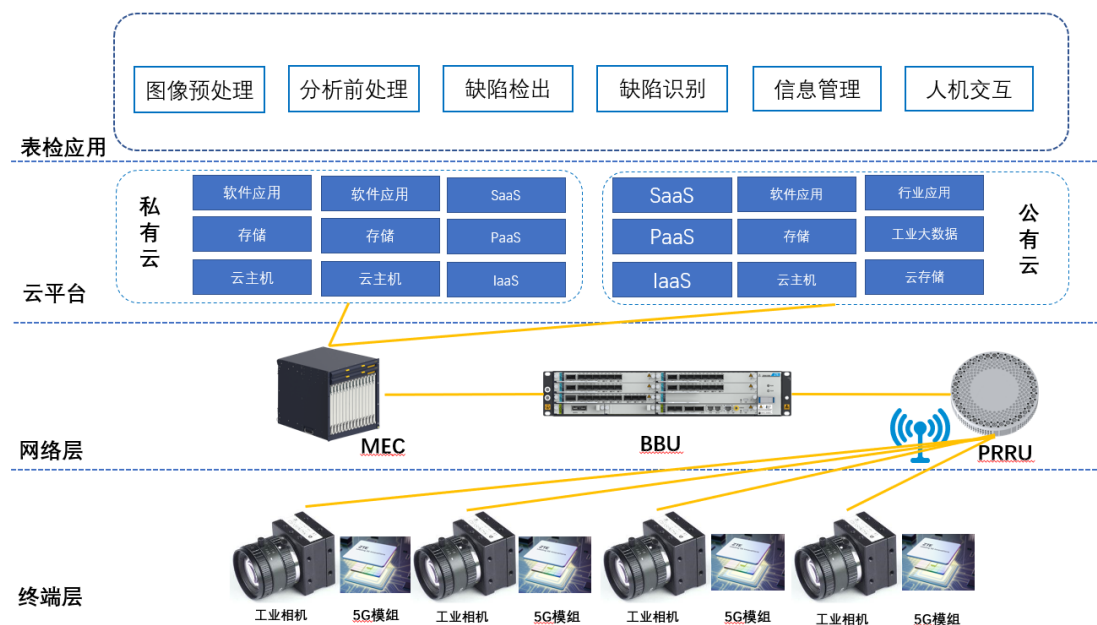 图像预处理
分析前处理
缺陷检出
缺陷识别
信息管理
人机交互
表检应用
私有云
软件应用
软件应用
SaaS
存储
存储
PaaS
云主机
云主机
IaaS
SaaS
软件应用
行业应用
PaaS
存储
工业大数据
IaaS
云主机
云存储
公有云
云平台
MEC
BBU
PRRU
网络层
工业相机
5G模组
工业相机
5G模组
工业相机
5G模组
工业相机
5G模组
终端层